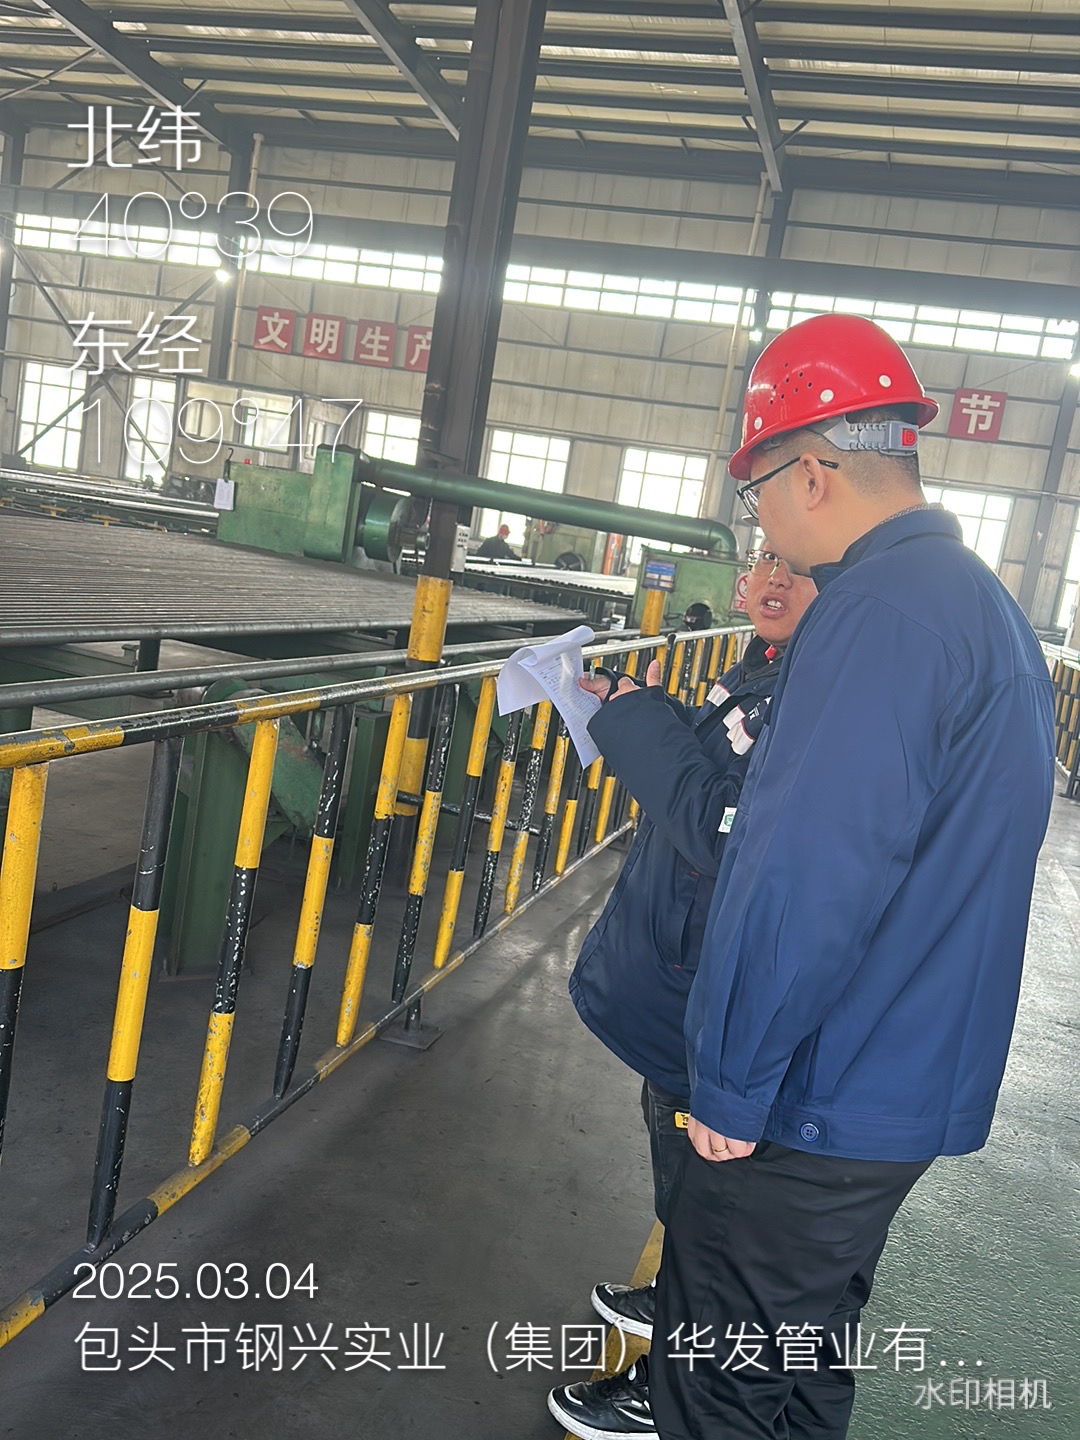 北纬
40°39
东经
109°47
文明生产
节
2025.03.04
包头市钢兴实业（集团）华发管业有...
水印相机